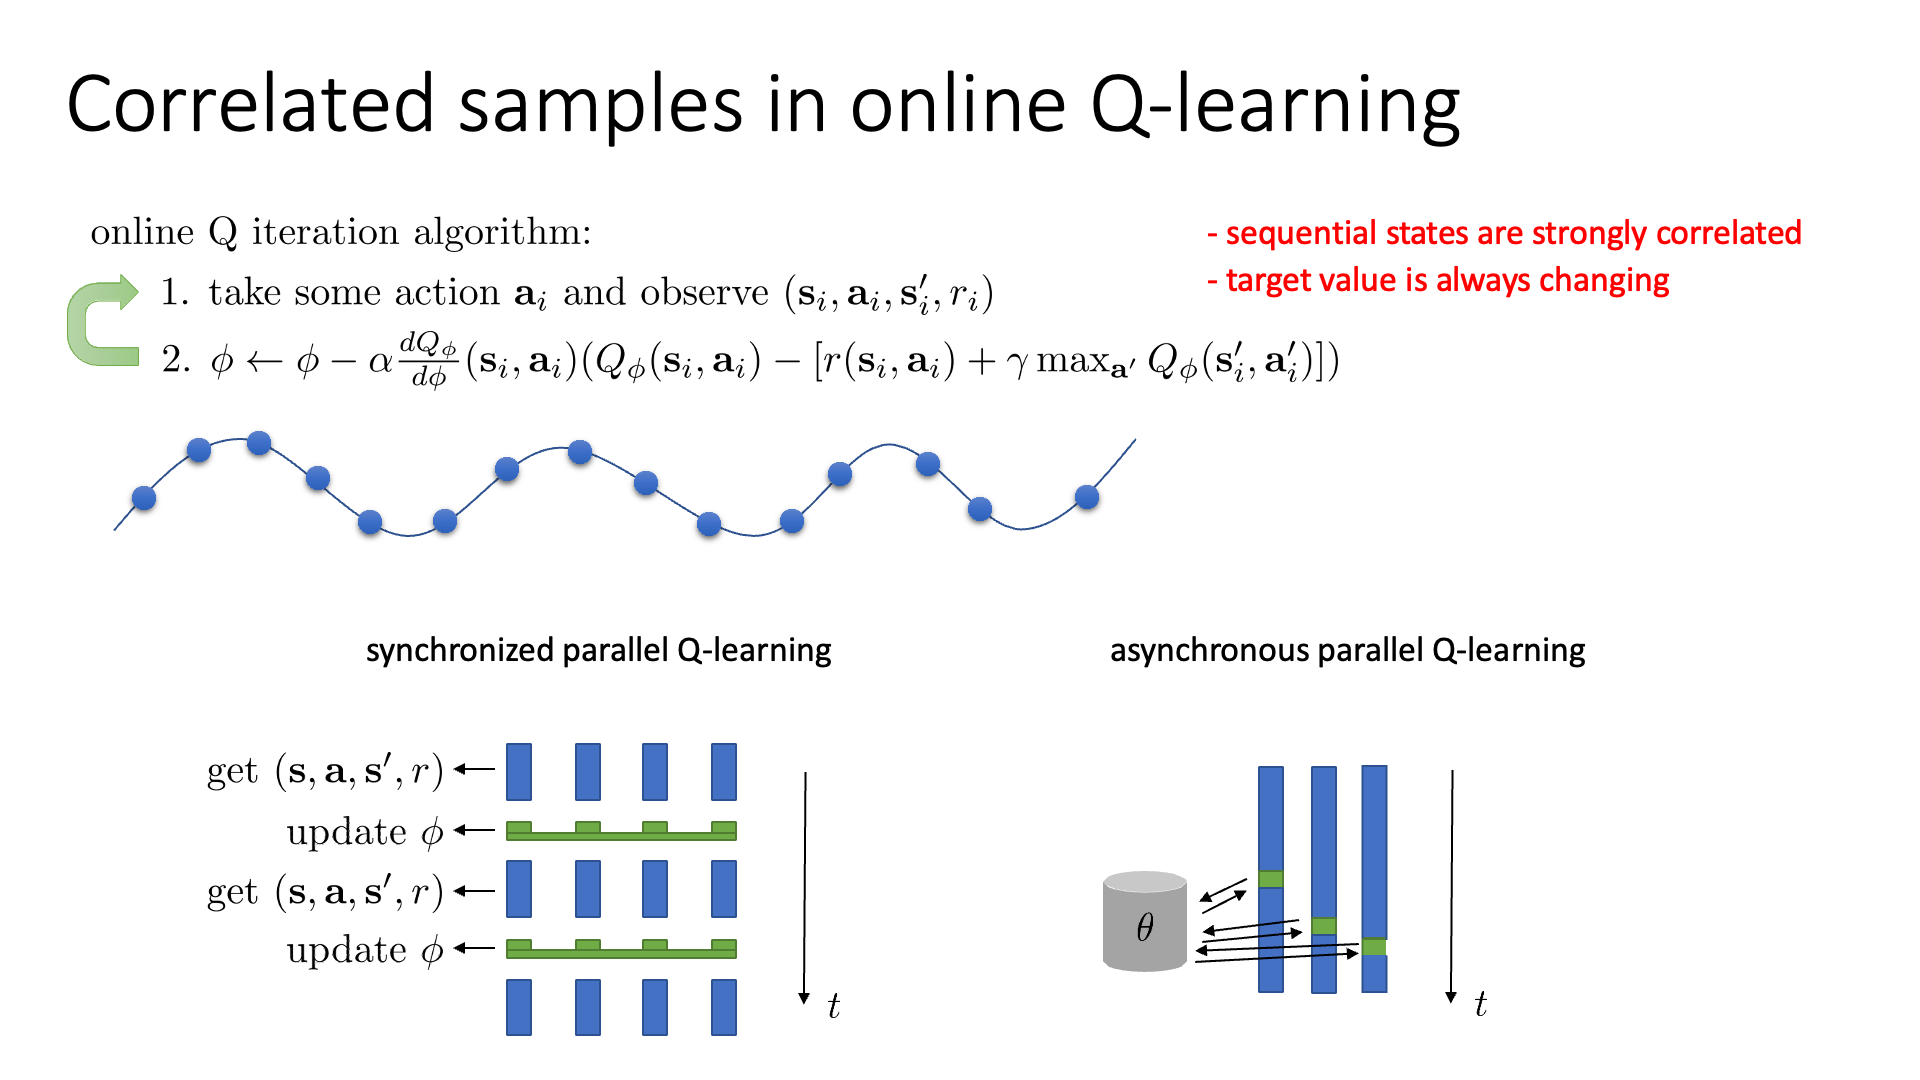 Correlated samples in online Q-learning
online Q iteration algorithm:
1. take some action $\mathbf{a}_i$ and observe $(\mathbf{s}_i, \mathbf{a}_i, \mathbf{s}'_i, r_i)$
2. $\phi \leftarrow \phi - \alpha \frac{dQ_\phi}{d\phi}(\mathbf{s}_i, \mathbf{a}_i)(Q_\phi(\mathbf{s}_i, \mathbf{a}_i) - [r(\mathbf{s}_i, \mathbf{a}_i) + \gamma \max_{\mathbf{a}'} Q_\phi(\mathbf{s}'_i, \mathbf{a}'_i)])$
- sequential states are strongly correlated
- target value is always changing
synchronized parallel Q-learning
get $(\mathbf{s}, \mathbf{a}, \mathbf{s}', r)$
update $\phi$
get $(\mathbf{s}, \mathbf{a}, \mathbf{s}', r)$
update $\phi$
$t$
asynchronous parallel Q-learning
$\theta$
$t$